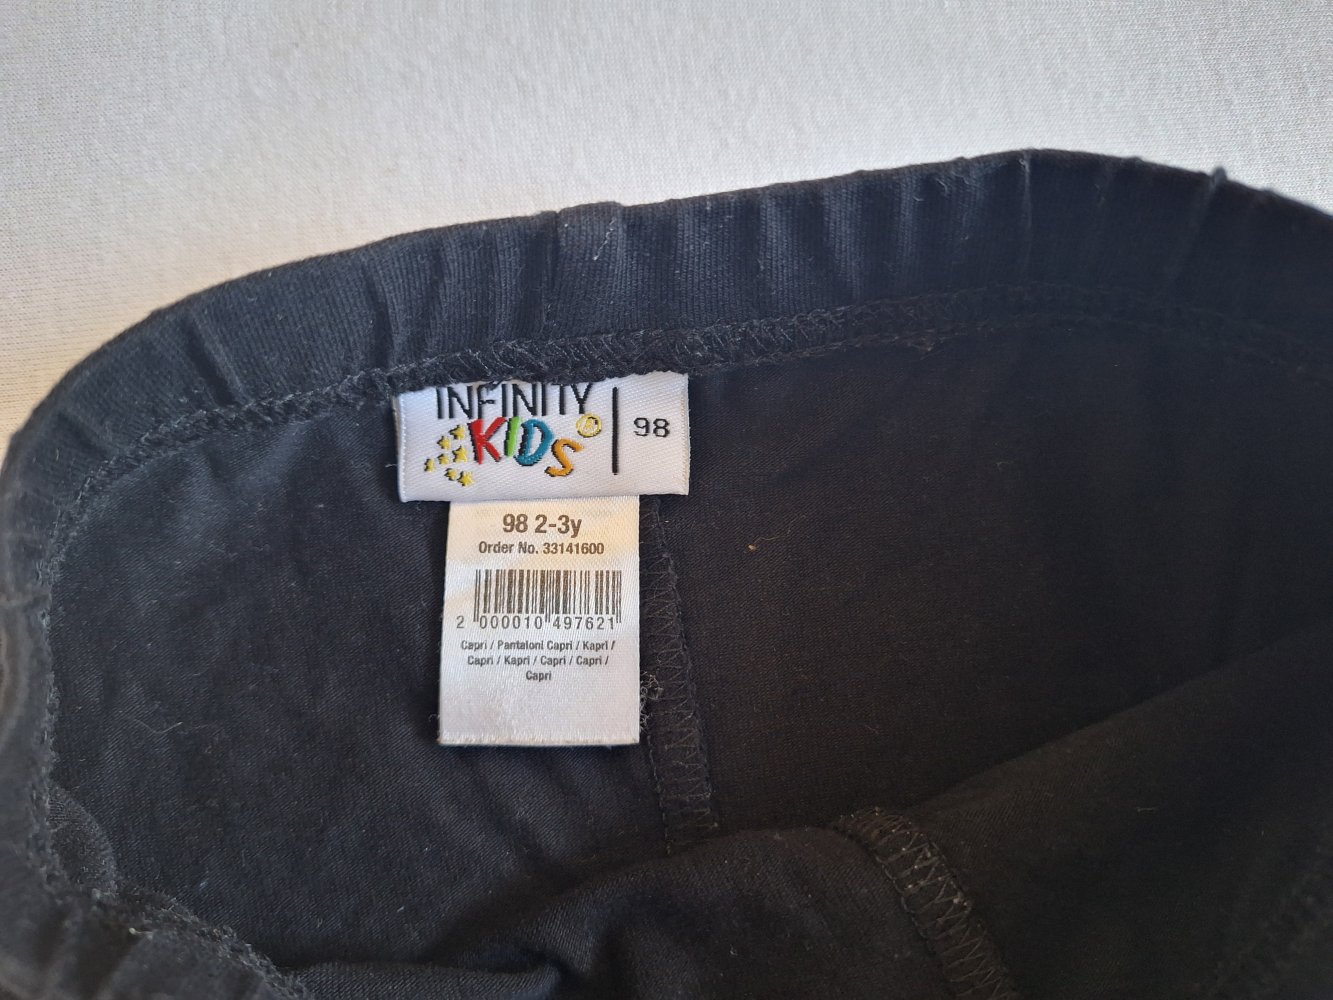 INFINITY
KIDS ® | 98
98 2-3y
Order No. 33141600
2 000010 497621
Capri / Pantaloni Capri / Kapri /
Capri / Kapri / Capri / Capri /
Capri